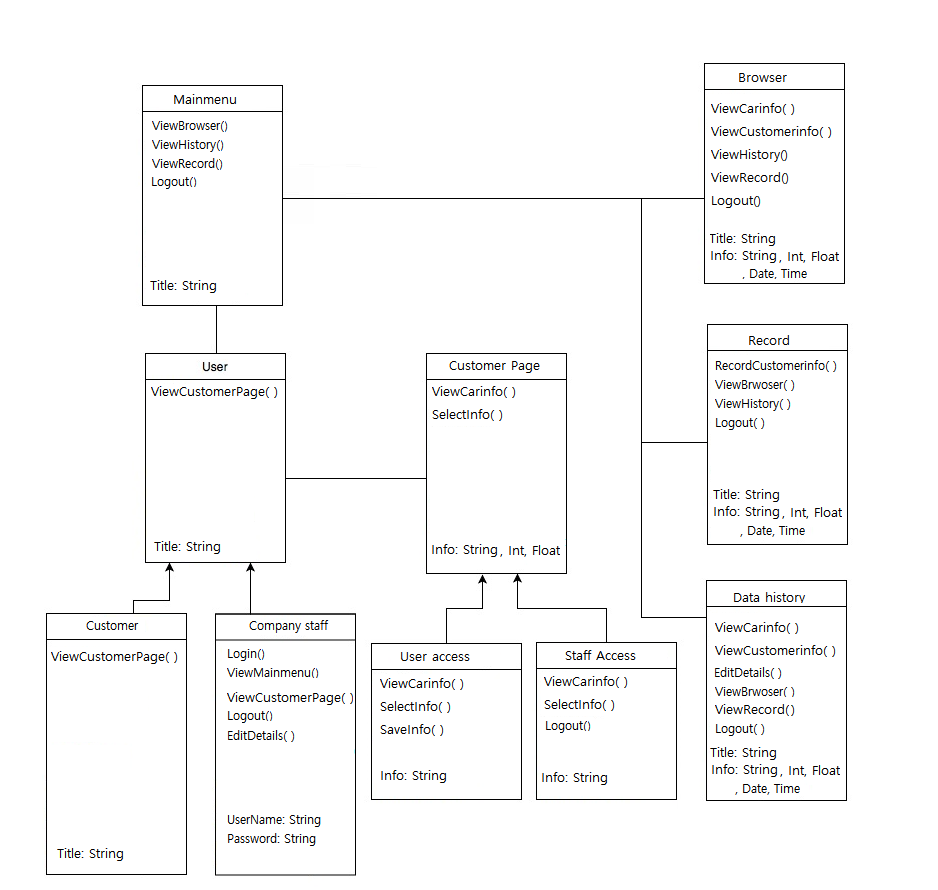 Mainmenu
ViewBrowser()
ViewHistory()
ViewRecord()
Logout()
Title: String
Browser
ViewCarinfo( )
ViewCustomerinfo( )
ViewHistory()
ViewRecord()
Logout()
Title: String
Info: String, Int, Float
, Date, Time
User
ViewCustomerPage( )
Title: String
Customer Page
ViewCarinfo( )
SelectInfo( )
Info: String, Int, Float
Record
RecordCustomerinfo( )
ViewBrwoser( )
ViewHistory( )
Logout( )
Title: String
Info: String, Int, Float
, Date, Time
Customer
ViewCustomerPage( )
Title: String
Company staff
Login()
ViewMainmenu()
ViewCustomerPage( )
Logout()
EditDetails( )
UserName: String
Password: String
User access
ViewCarinfo( )
SelectInfo( )
SaveInfo( )
Info: String
Staff Access
ViewCarinfo( )
SelectInfo( )
Logout()
Info: String
Data history
ViewCarinfo( )
ViewCustomerinfo( )
EditDetails( )
ViewBrwoser( )
ViewRecord()
Logout( )
Title: String
Info: String, Int, Float
, Date, Time